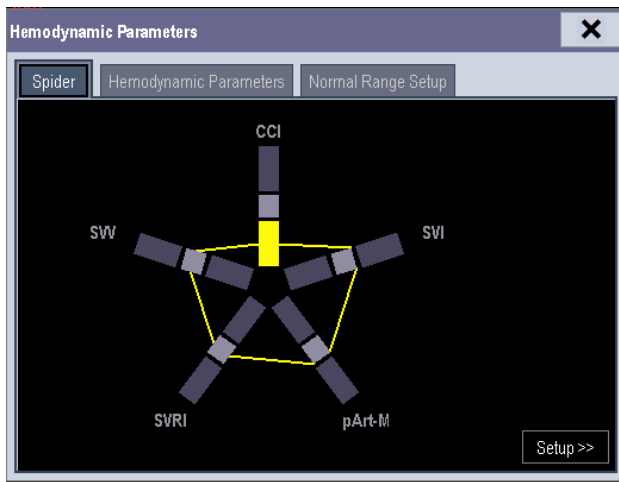 Hemodynamic Parameters
Spider Hemodynamic Parameters Normal Range Setup
CCI
SVV SVI
SVRI pArt-M
Setup >>